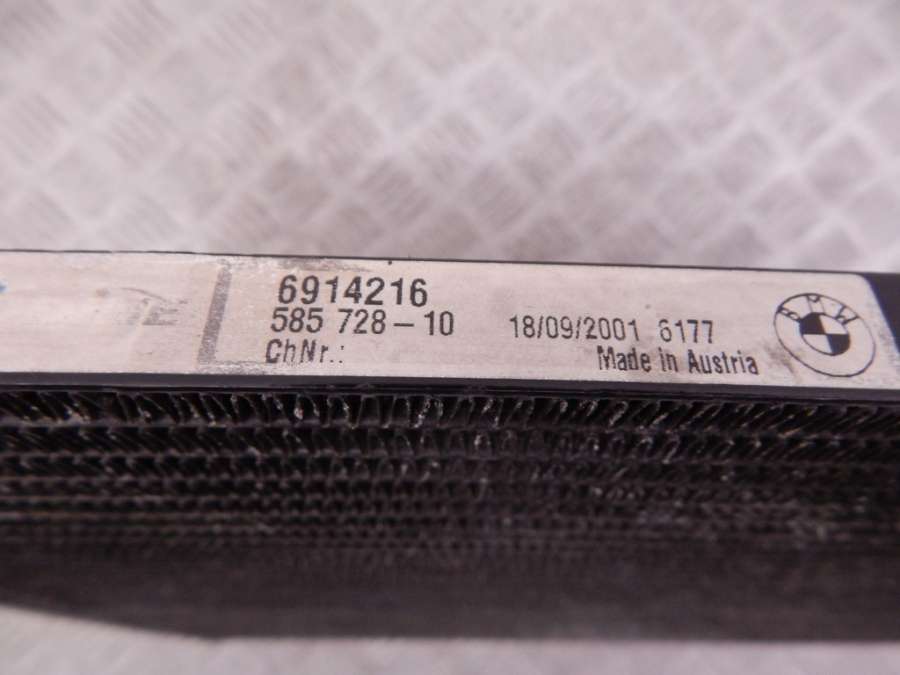 6914216
585 728-10
ChNr.:
18/09/2001 6177
Made in Austria
BMW